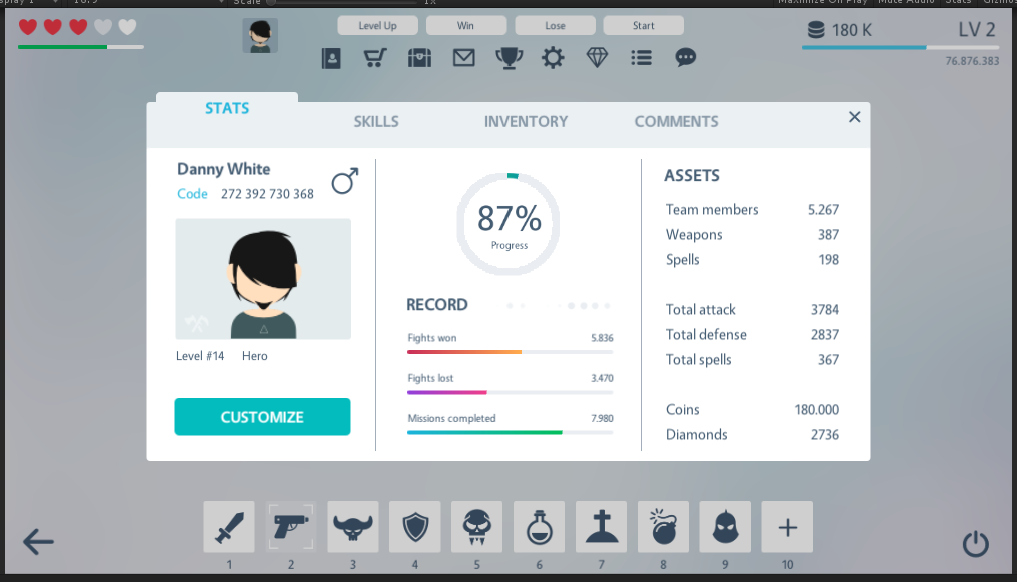 Scale 1x
Maximize On Play Mute Audio Stats Gizmos
Level Up Win Lose Start
180 K LV 2
76.876.383
STATS SKILLS INVENTORY COMMENTS
Danny White
Code 272 392 730 368
Level #14 Hero
CUSTOMIZE
87%
Progress
RECORD
Fights won 5.836
Fights lost 3.470
Missions completed 7.980
ASSETS
Team members 5.267
Weapons 387
Spells 198
Total attack 3784
Total defense 2837
Total spells 367
Coins 180.000
Diamonds 2736
1 2 3 4 5 6 7 8 9 10